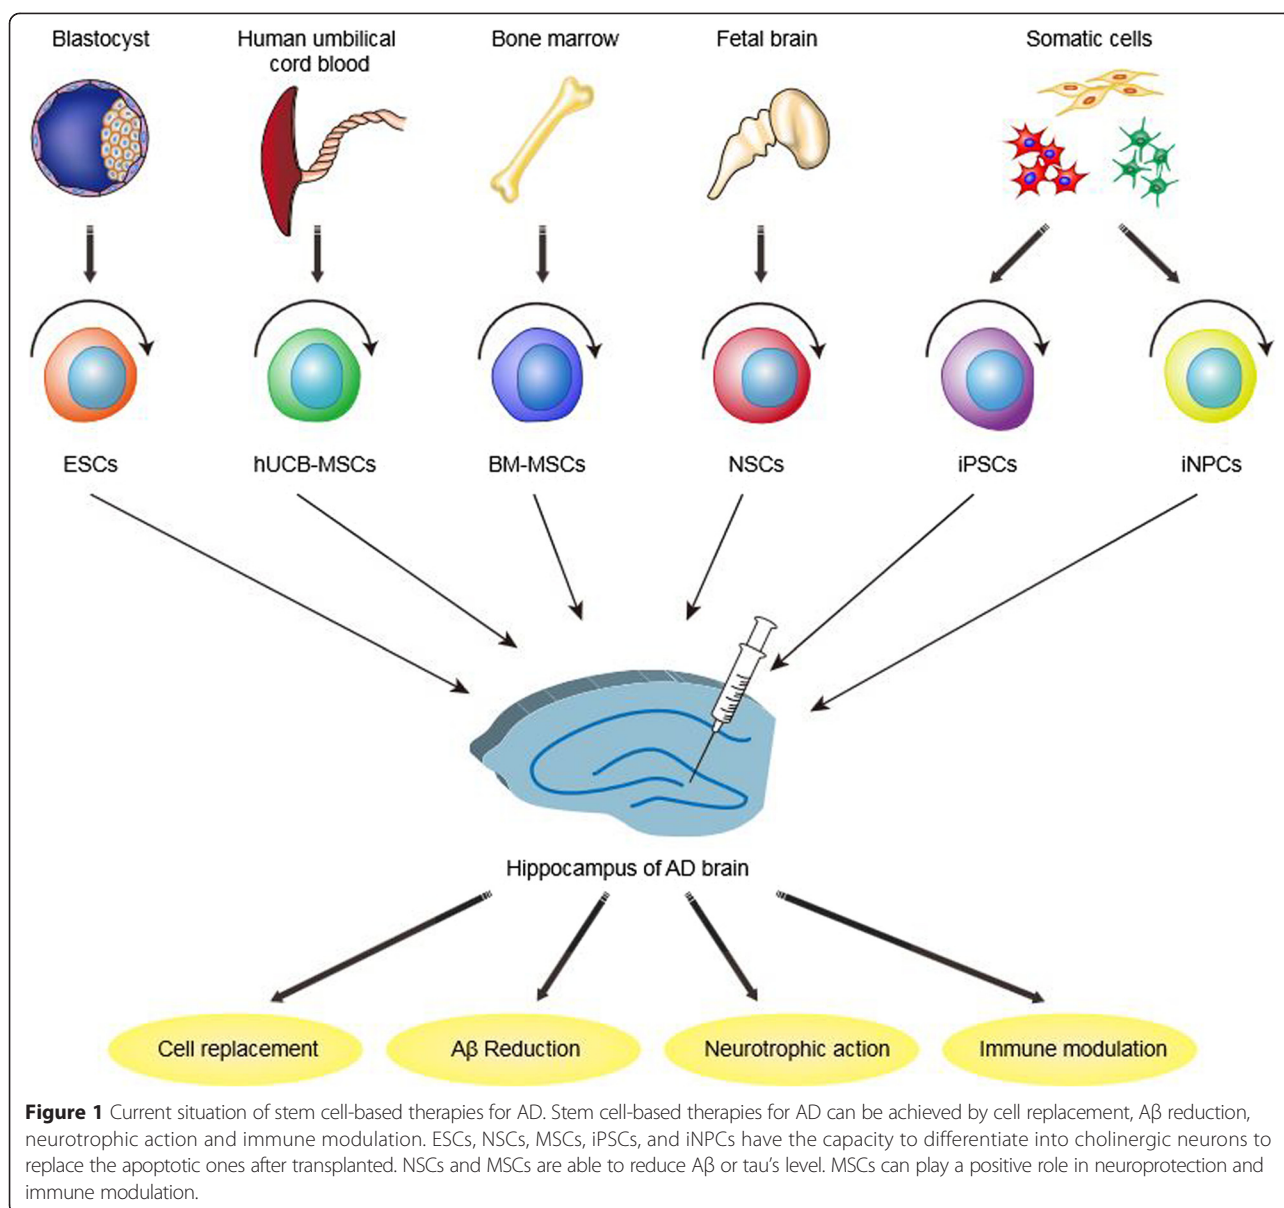 Blastocyst
Human umbilical
cord blood
Bone marrow
Fetal brain
Somatic cells
ESCs
hUCB-MSCs
BM-MSCs
NSCs
iPSCs
iNPCs
Hippocampus of AD brain
Cell replacement
Aβ Reduction
Neurotrophic action
Immune modulation
Figure 1 Current situation of stem cell-based therapies for AD. Stem cell-based therapies for AD can be achieved by cell replacement, Aβ reduction,
neurotrophic action and immune modulation. ESCs, NSCs, MSCs, iPSCs, and iNPCs have the capacity to differentiate into cholinergic neurons to
replace the apoptotic ones after transplanted. NSCs and MSCs are able to reduce Aβ or tau’s level. MSCs can play a positive role in neuroprotection and
immune modulation.